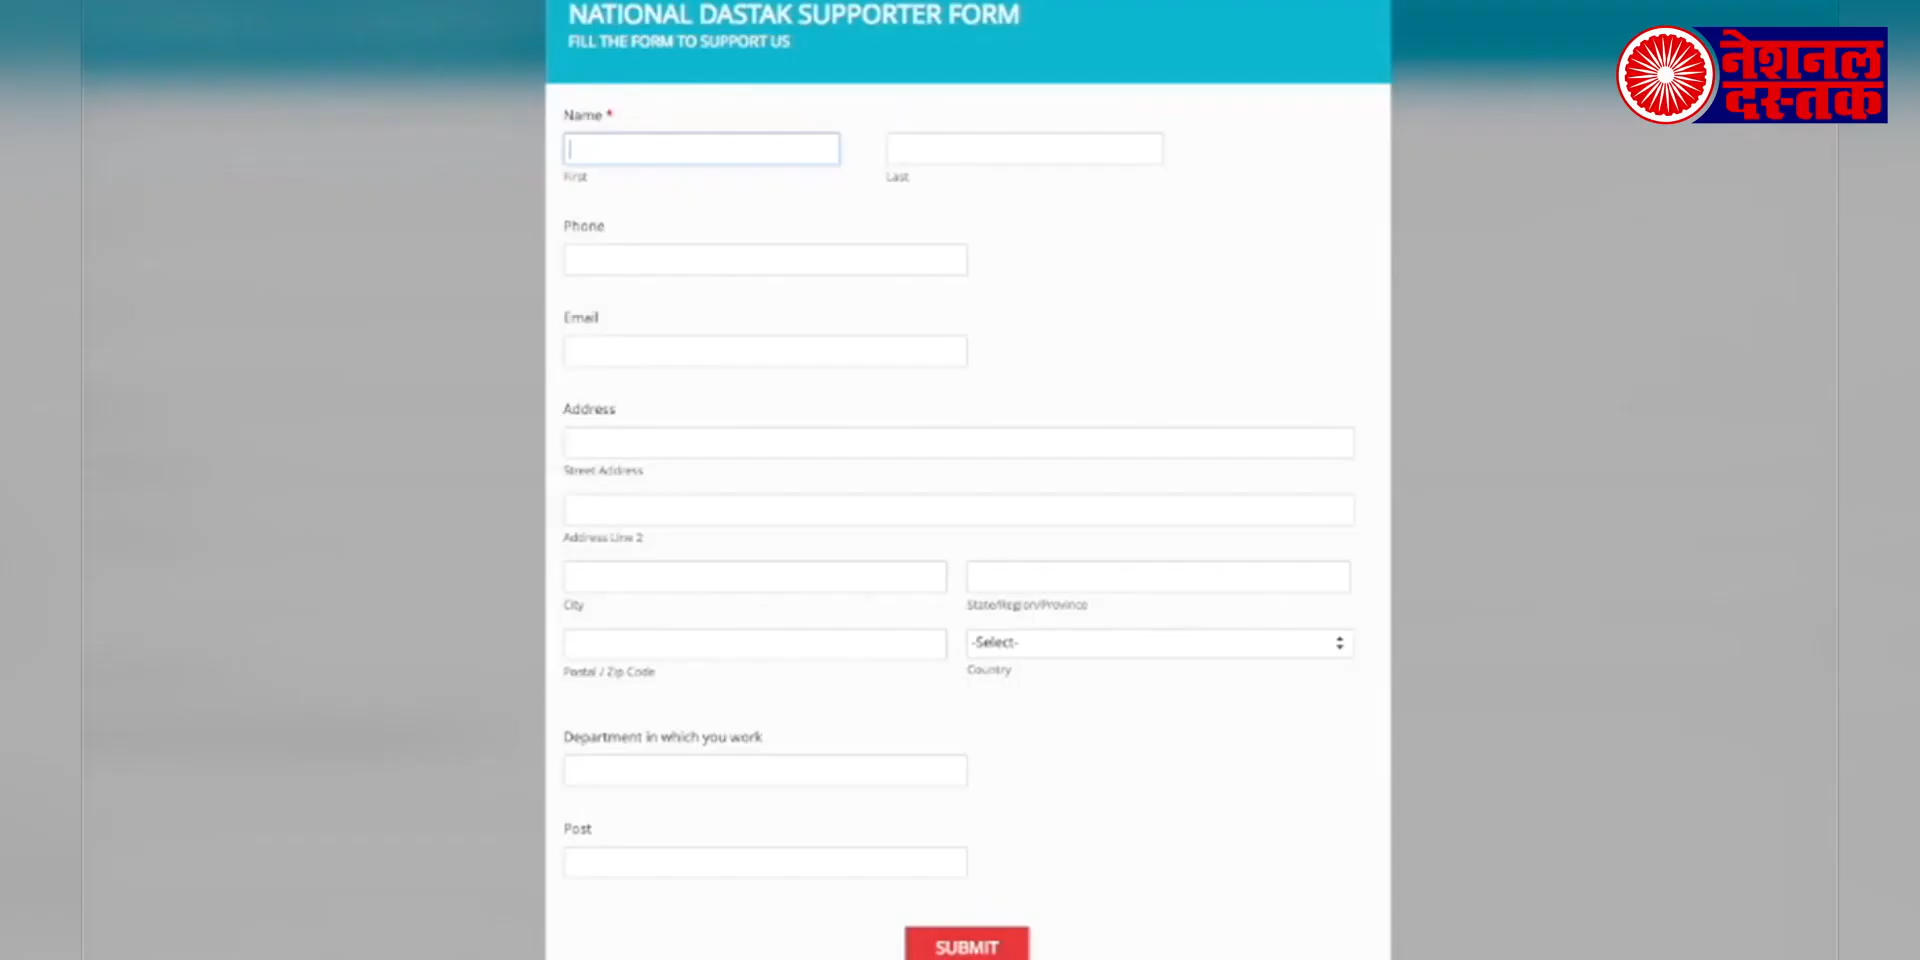 NATIONAL DASTAK SUPPORTER FORM
FILL THE FORM TO SUPPORT US
नेशनल
दस्तक
Name *
First
Last
Phone
Email
Address
Street Address
Address Line 2
City
State/Region/Province
Postal / Zip Code
-Select-
Country
Department in which you work
Post
SUBMIT